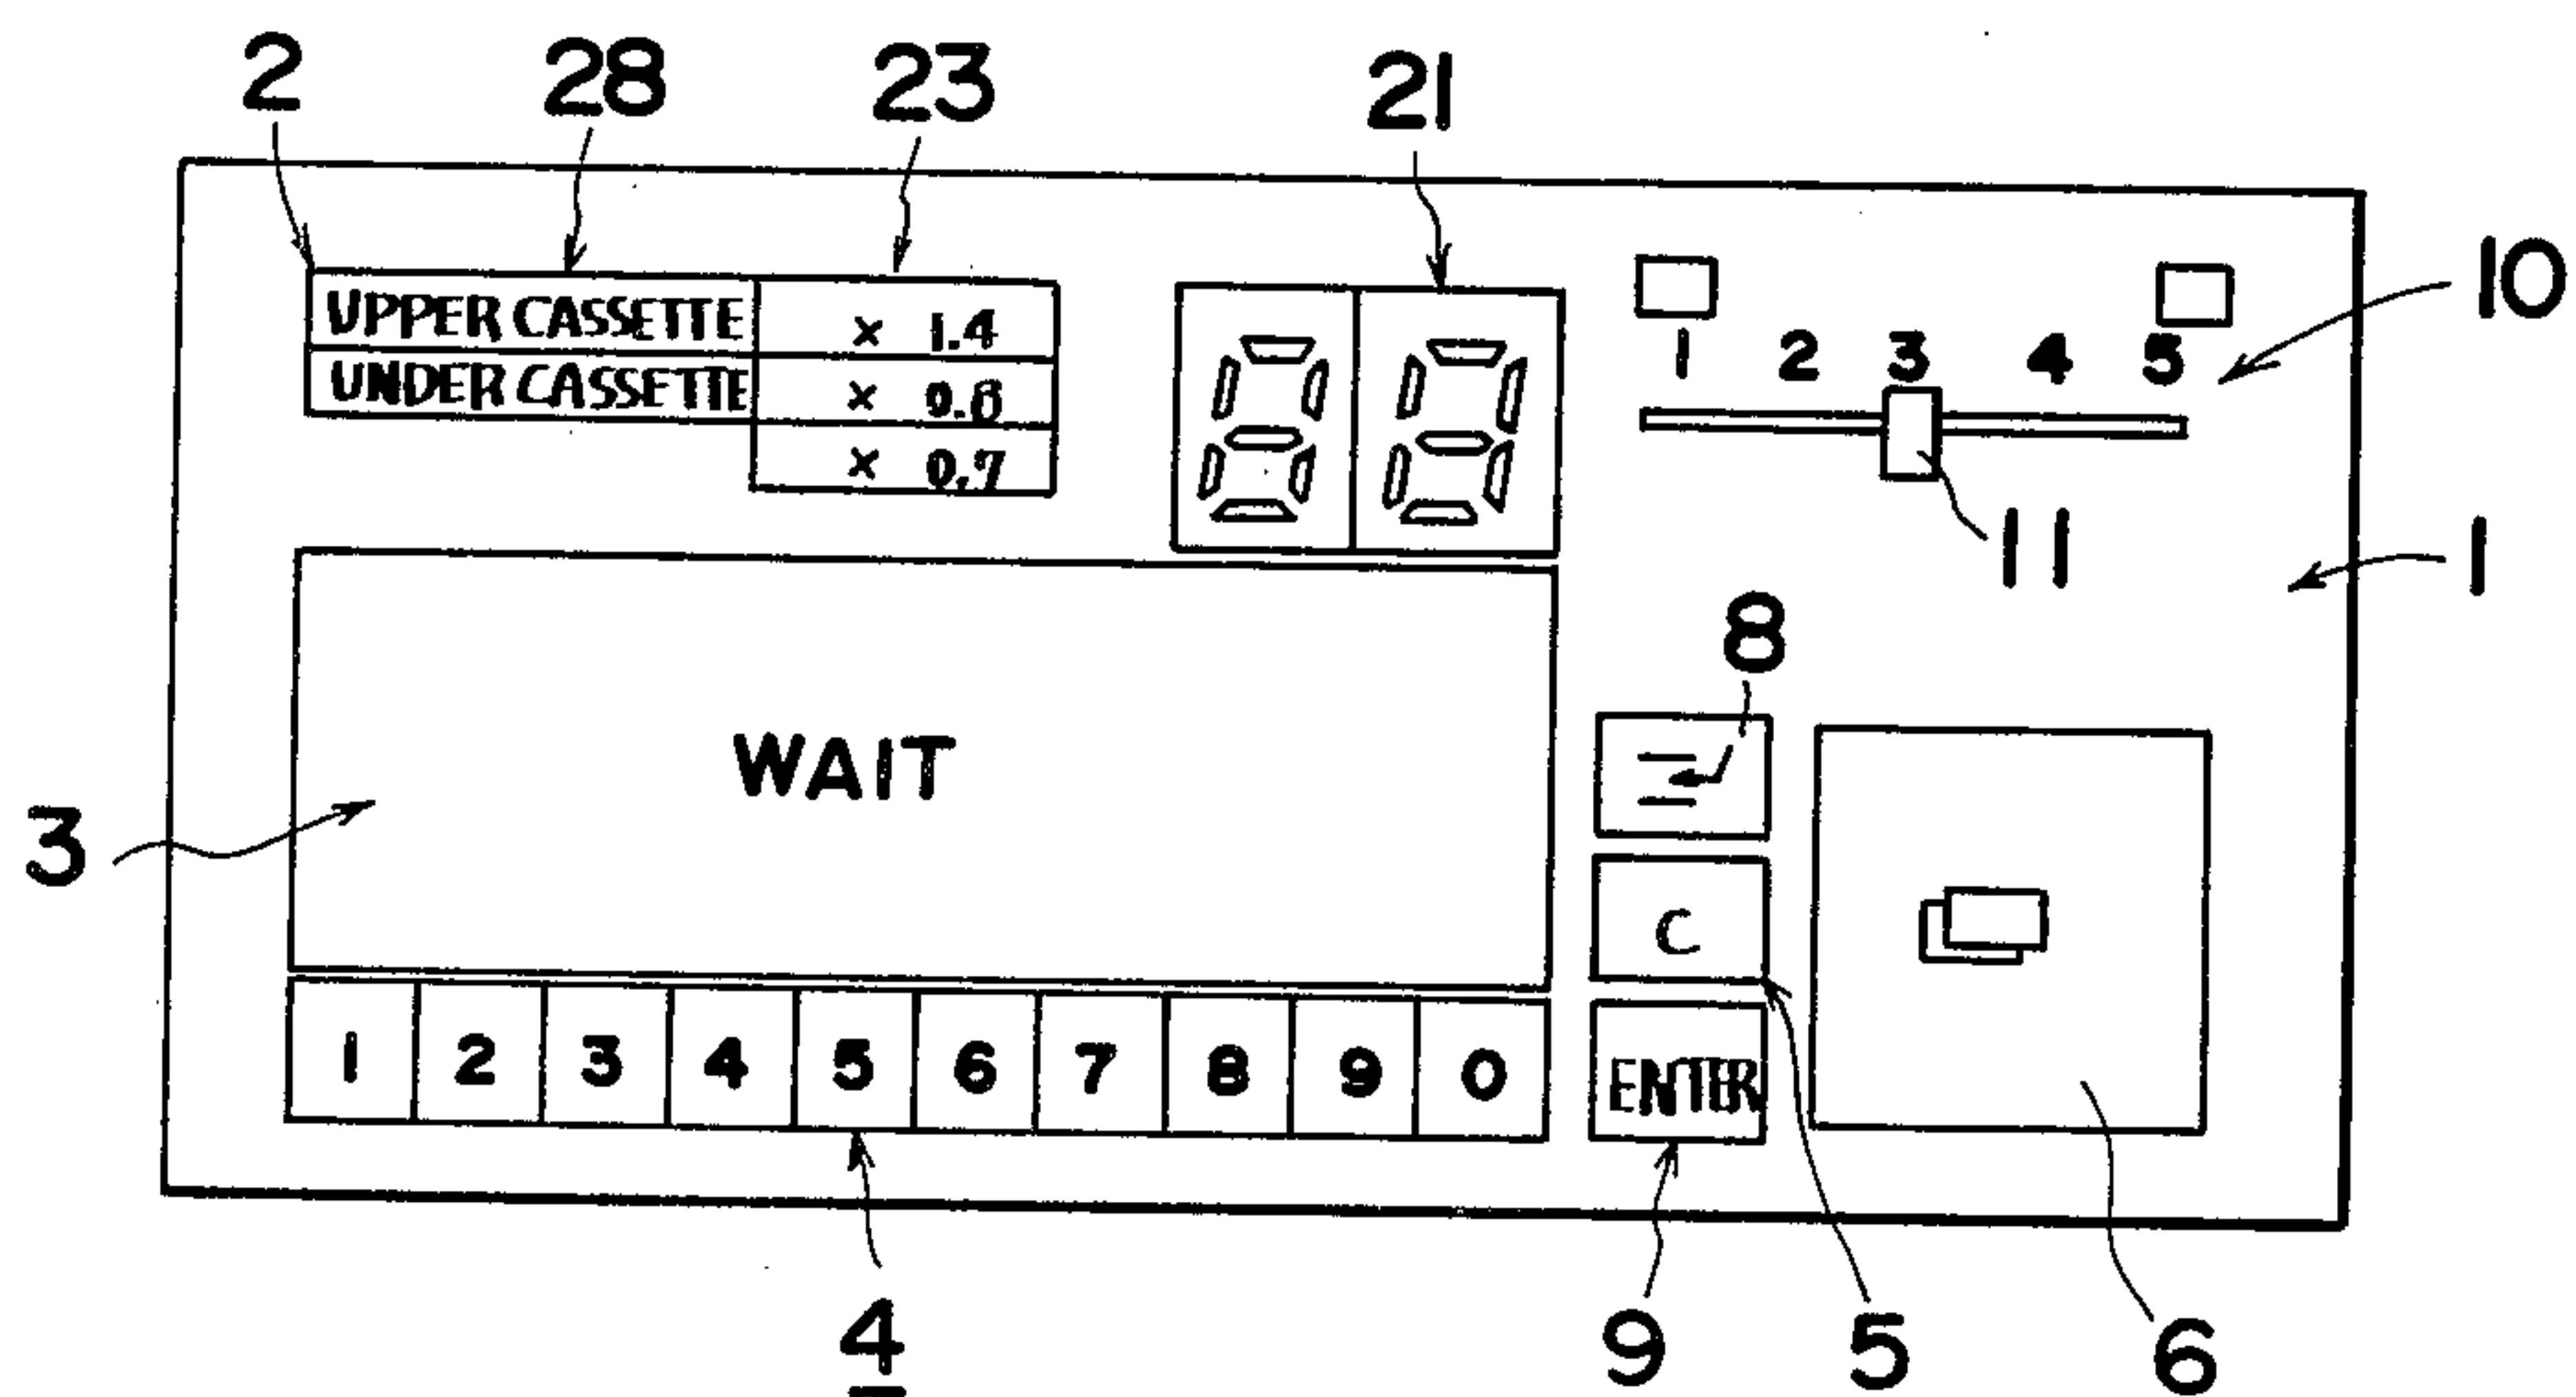 2 28 23 21
UPPER CASSETTE × 1.4
UNDER CASSETTE × 0.8
× 0.7
1 2 3 4 5
10
11
1
8
3
WAIT
C
1 2 3 4 5 6 7 8 9 0
ENTER
4 9 5 6